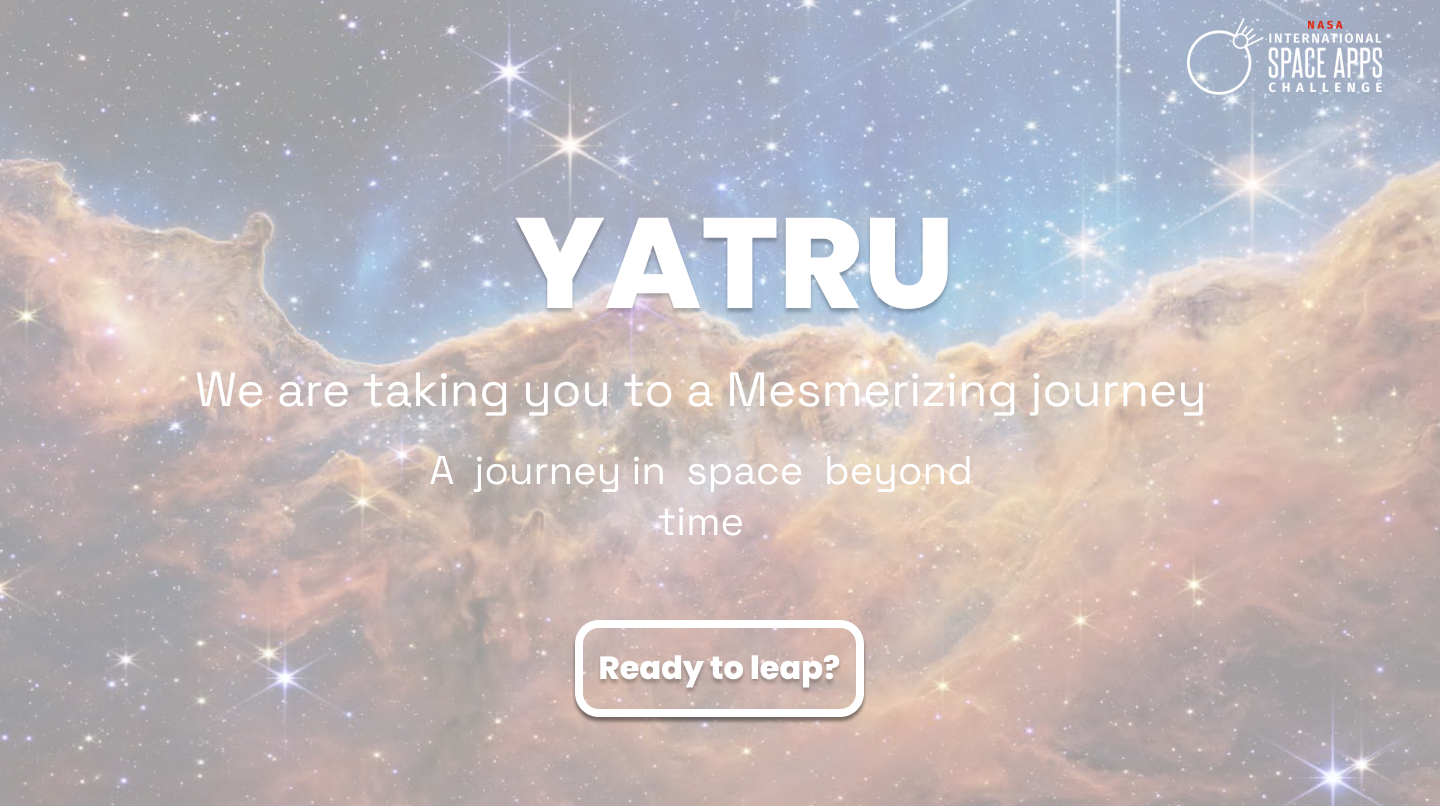 NASA
INTERNATIONAL
SPACE APPS
CHALLENGE
YATRU
We are taking you to a Mesmerizing journey
A journey in space beyond
time
Ready to leap?